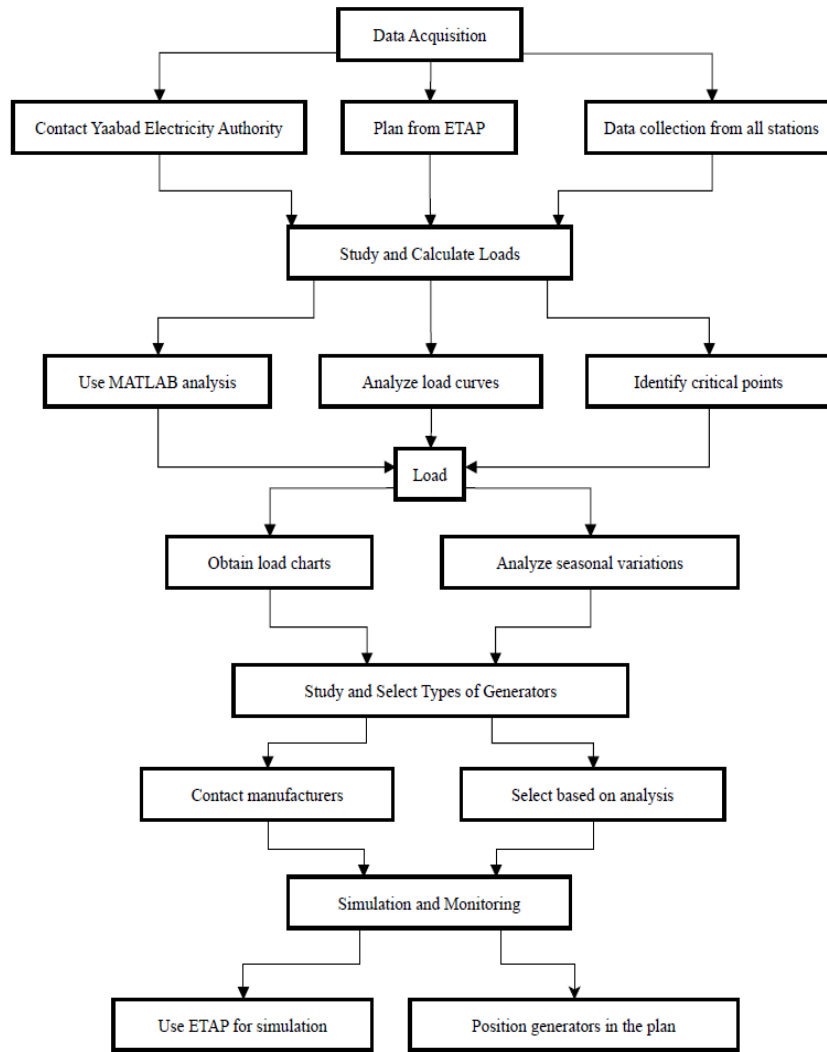 Data Acquisition
Contact Yaabad Electricity Authority
Plan from ETAP
Data collection from all stations
Study and Calculate Loads
Use MATLAB analysis
Analyze load curves
Identify critical points
Load
Obtain load charts
Analyze seasonal variations
Study and Select Types of Generators
Contact manufacturers
Select based on analysis
Simulation and Monitoring
Use ETAP for simulation
Position generators in the plan